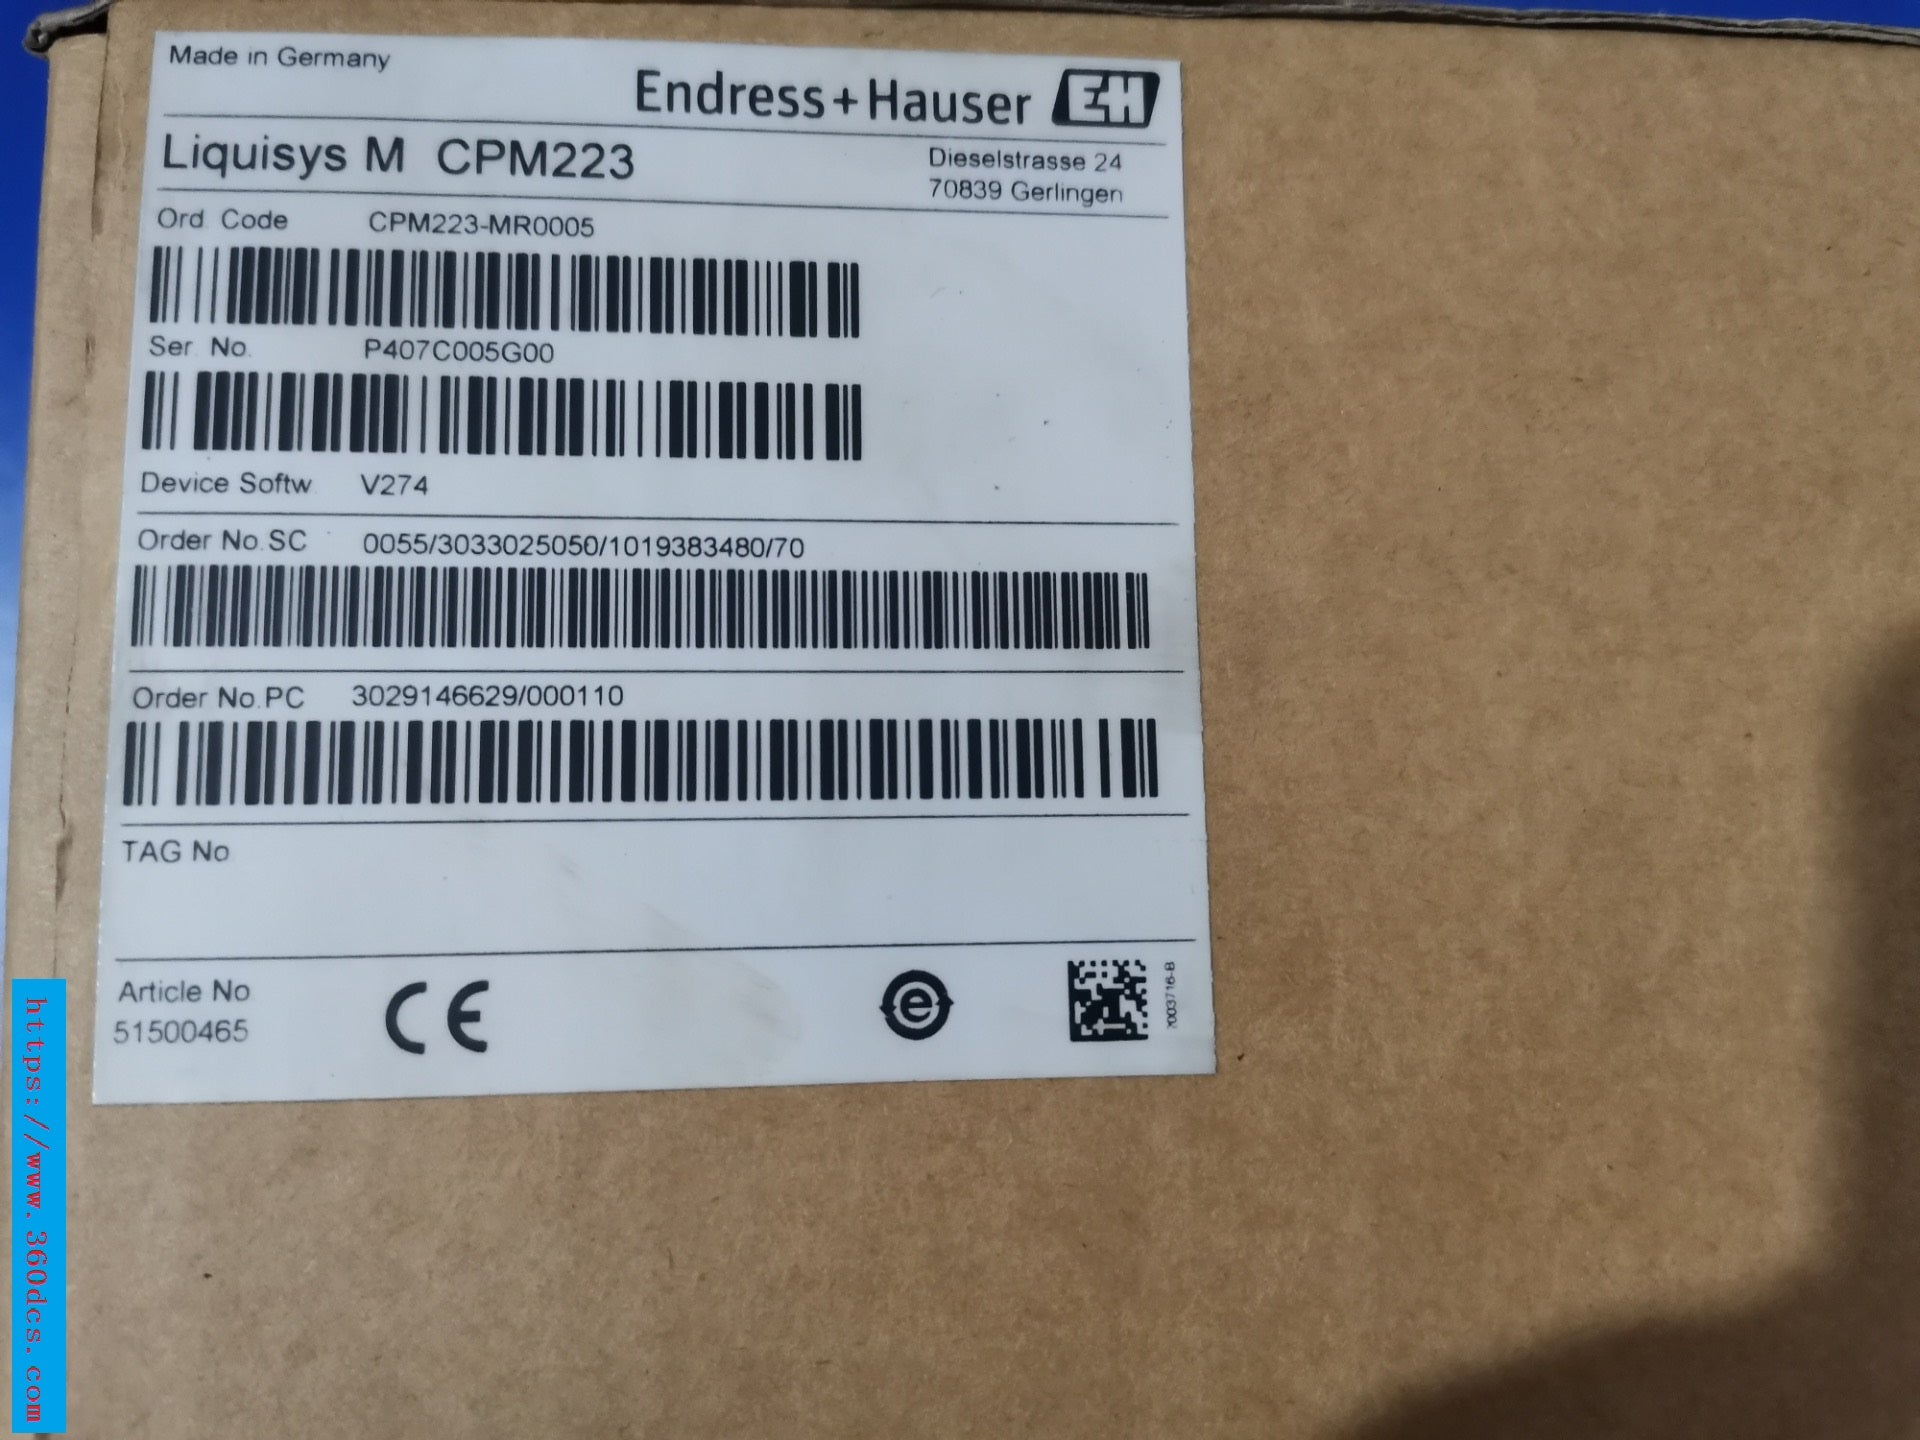 Made in Germany
Endress+Hauser EH
Liquisys M CPM223
Dieselstrasse 24
70839 Gerlingen
Ord. Code CPM223-MR0005
Ser. No. P407C005G00
Device Softw. V274
Order No.SC 0055/3033025050/1019383480/70
Order No.PC 3029146629/000110
TAG No
Article No
51500465
CE
e
https://www.360dcs.com